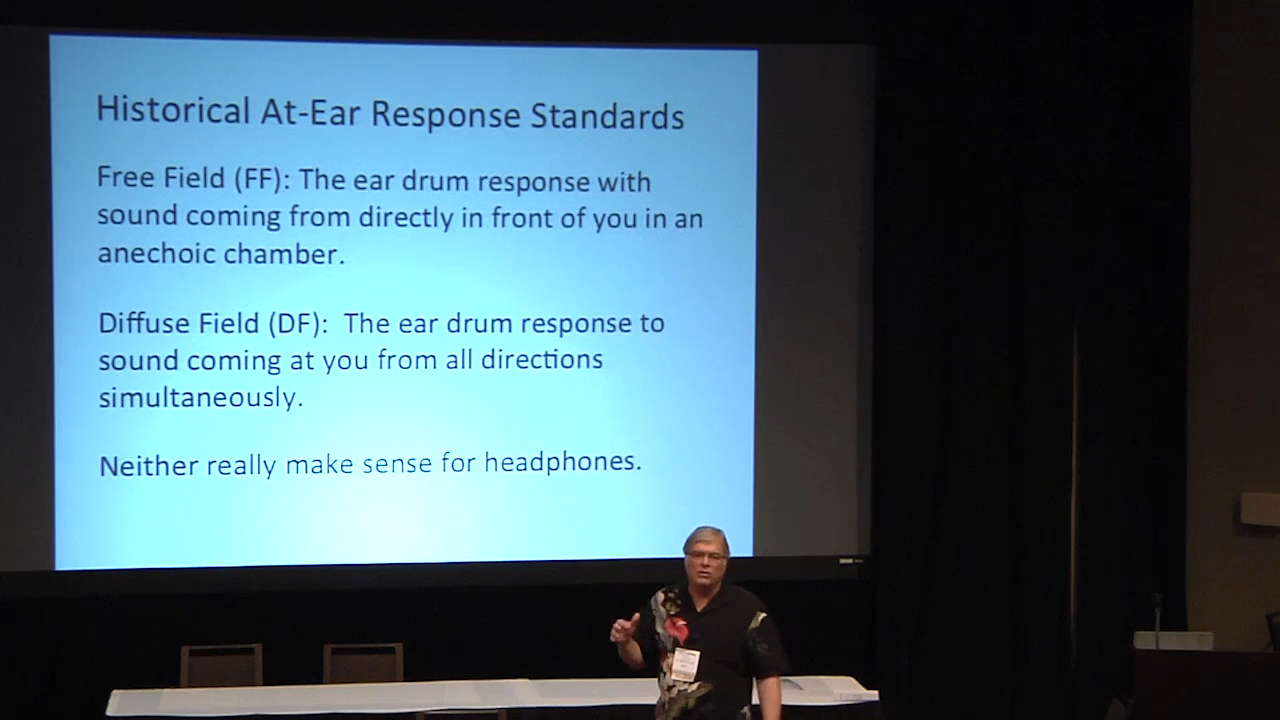 Historical At-Ear Response Standards
Free Field (FF): The ear drum response with
sound coming from directly in front of you in an
anechoic chamber.
Diffuse Field (DF):  The ear drum response to
sound coming at you from all directions
simultaneously.
Neither really make sense for headphones.